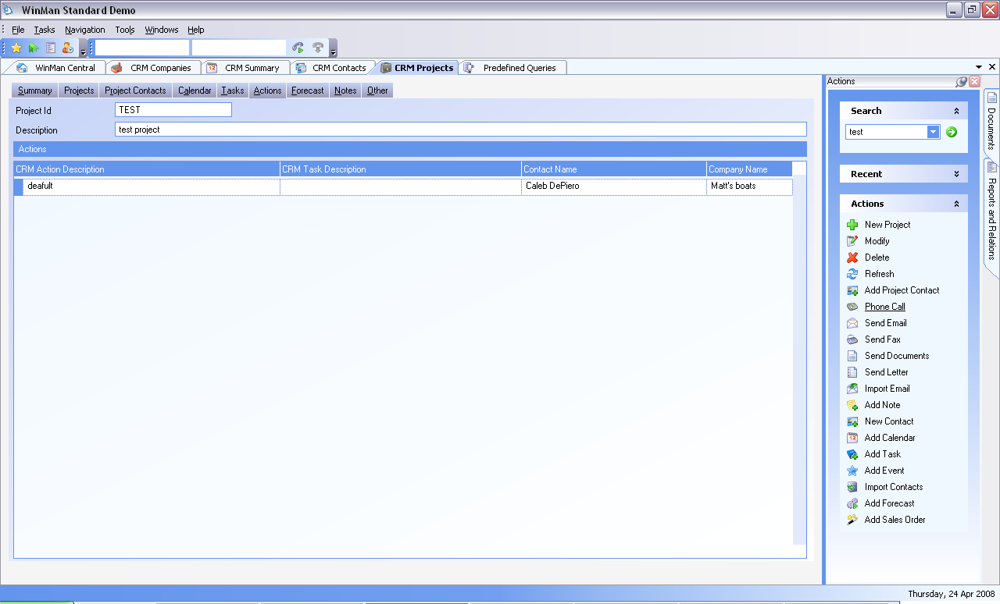 WinMan Standard Demo
File Tasks Navigation Tools Windows Help
WinMan Central CRM Companies CRM Summary CRM Contacts CRM Projects Predefined Queries
Summary Projects Project Contacts Calendar Tasks Actions Forecast Notes Other
Project Id TEST
Description test project
Actions
CRM Action Description CRM Task Description Contact Name Company Name
deafult Caleb DePiero Matt's boats
Actions
Search
test
Recent
Actions
New Project
Modify
Delete
Refresh
Add Project Contact
Phone Call
Send Email
Send Fax
Send Documents
Send Letter
Import Email
Add Note
New Contact
Add Calendar
Add Task
Add Event
Import Contacts
Add Forecast
Add Sales Order
Documents
Reports and Relations
Thursday, 24 Apr 2008